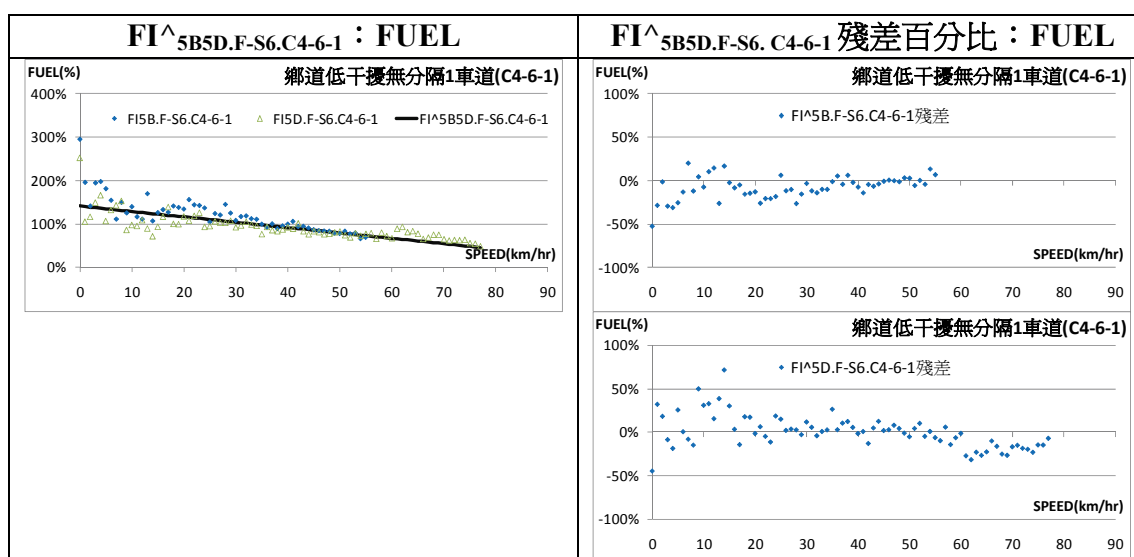 FI^5B5D.F-S6.C4-6-1：FUEL
FUEL(%)
鄉道低干擾無分隔1車道(C4-6-1)
400%
FI5B.F-S6.C4-6-1
FI5D.F-S6.C4-6-1
FI^5B5D.F-S6.C4-6-1
300%
200%
100%
0%
SPEED(km/hr)
0 10 20 30 40 50 60 70 80 90
FI^5B5D.F-S6. C4-6-1 殘差百分比：FUEL
FUEL(%)
鄉道低干擾無分隔1車道(C4-6-1)
100%
FI^5B.F-S6.C4-6-1殘差
50%
0%
-50%
SPEED(km/hr)
-100%
0 10 20 30 40 50 60 70 80 90
FUEL(%)
鄉道低干擾無分隔1車道(C4-6-1)
100%
FI^5D.F-S6.C4-6-1殘差
50%
0%
-50%
SPEED(km/hr)
-100%
0 10 20 30 40 50 60 70 80 90